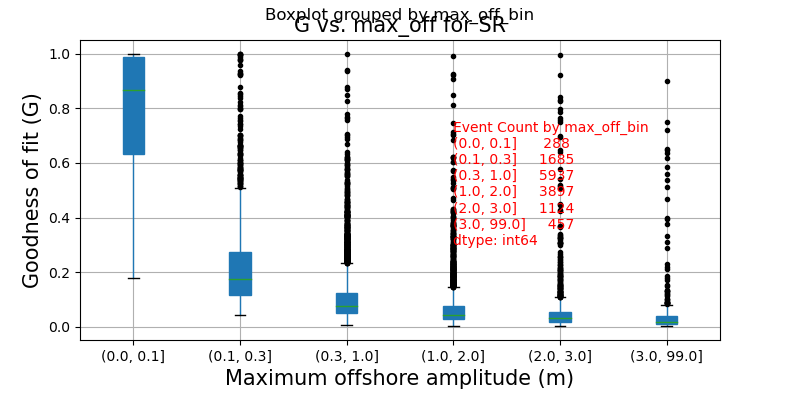 Boxplot grouped by max_off_bin
G vs. max_off for SR
Goodness of fit (G)
1.0
0.8
0.6
0.4
0.2
0.0
Event Count by max_off_bin
(0.0, 0.1] 288
(0.1, 0.3] 1685
(0.3, 1.0] 5937
(1.0, 2.0] 3897
(2.0, 3.0] 1124
(3.0, 99.0] 457
dtype: int64
(0.0, 0.1] (0.1, 0.3] (0.3, 1.0] (1.0, 2.0] (2.0, 3.0] (3.0, 99.0]
Maximum offshore amplitude (m)